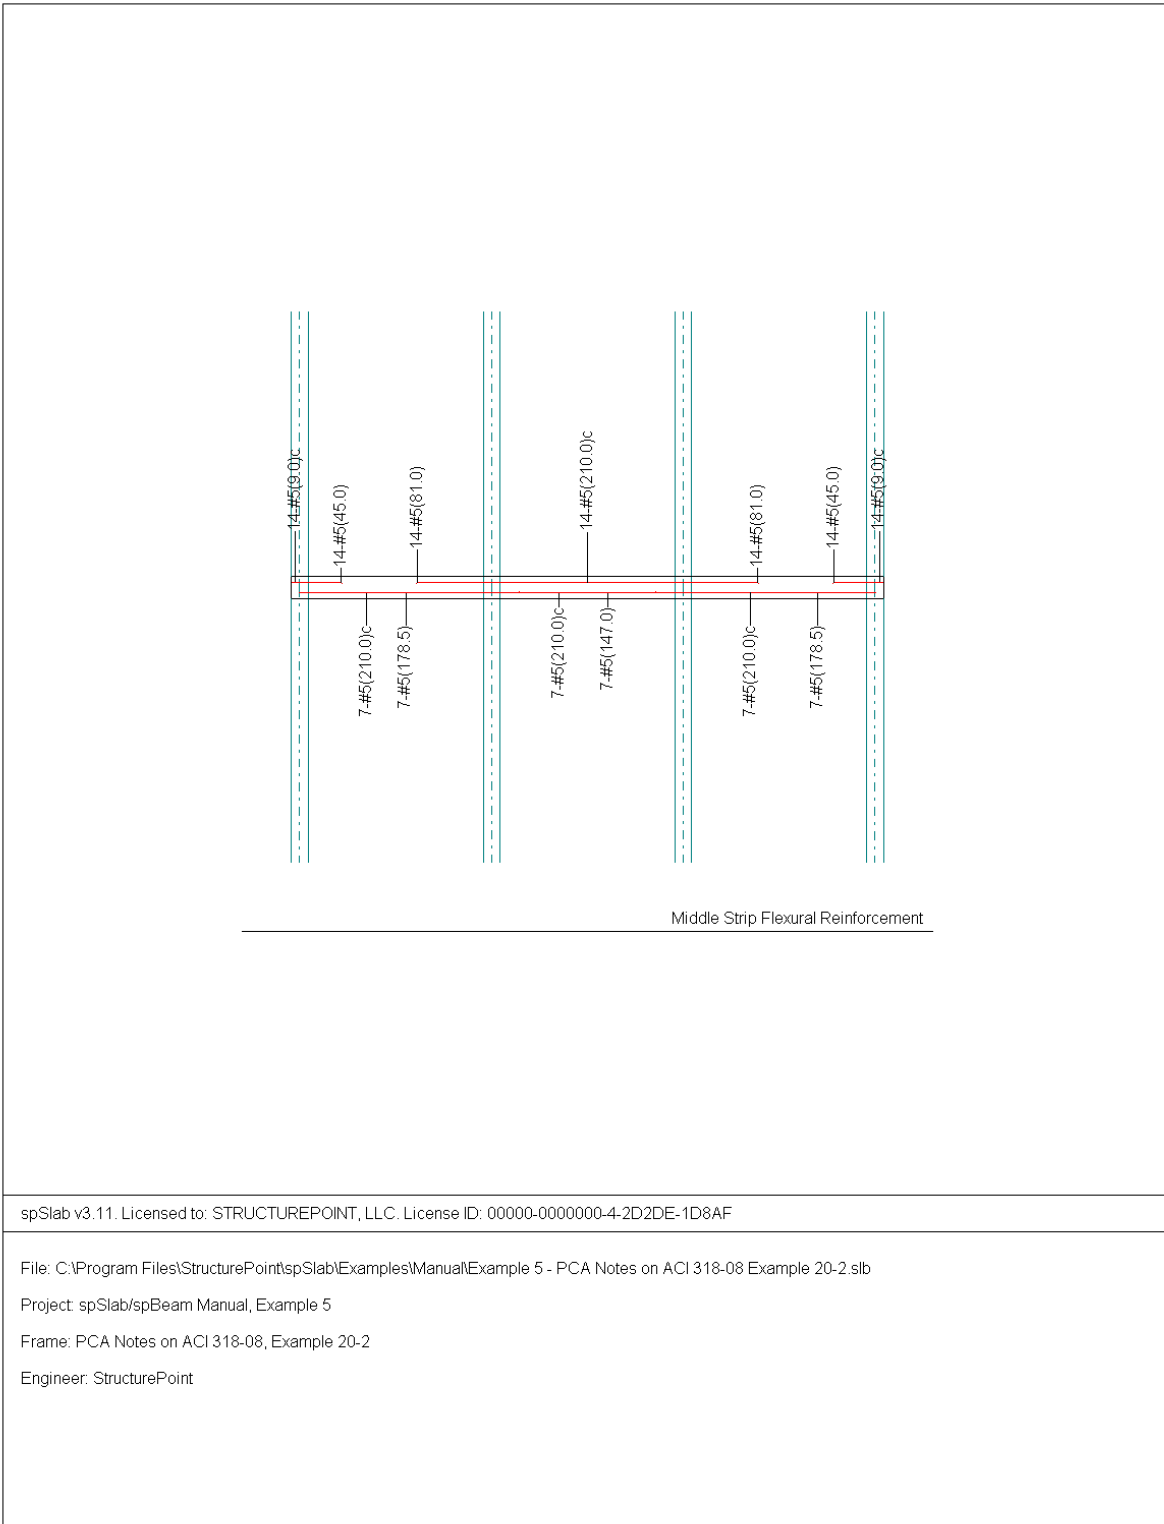 14-#5(9.0)c
14-#5(45.0)
14-#5(81.0)
14-#5(210.0)c
14-#5(81.0)
14-#5(45.0)
14-#5(9.0)c
7-#5(210.0)c
7-#5(178.5)
7-#5(210.0)c
7-#5(147.0)
7-#5(210.0)c
7-#5(178.5)
Middle Strip Flexural Reinforcement
spSlab v3.11. Licensed to: STRUCTUREPOINT, LLC. License ID: 00000-0000000-4-2D2DE-1D8AF
File: C:\Program Files\StructurePoint\spSlab\Examples\Manual\Example 5 - PCA Notes on ACI 318-08 Example 20-2.slb
Project: spSlab/spBeam Manual, Example 5
Frame: PCA Notes on ACI 318-08, Example 20-2
Engineer: StructurePoint